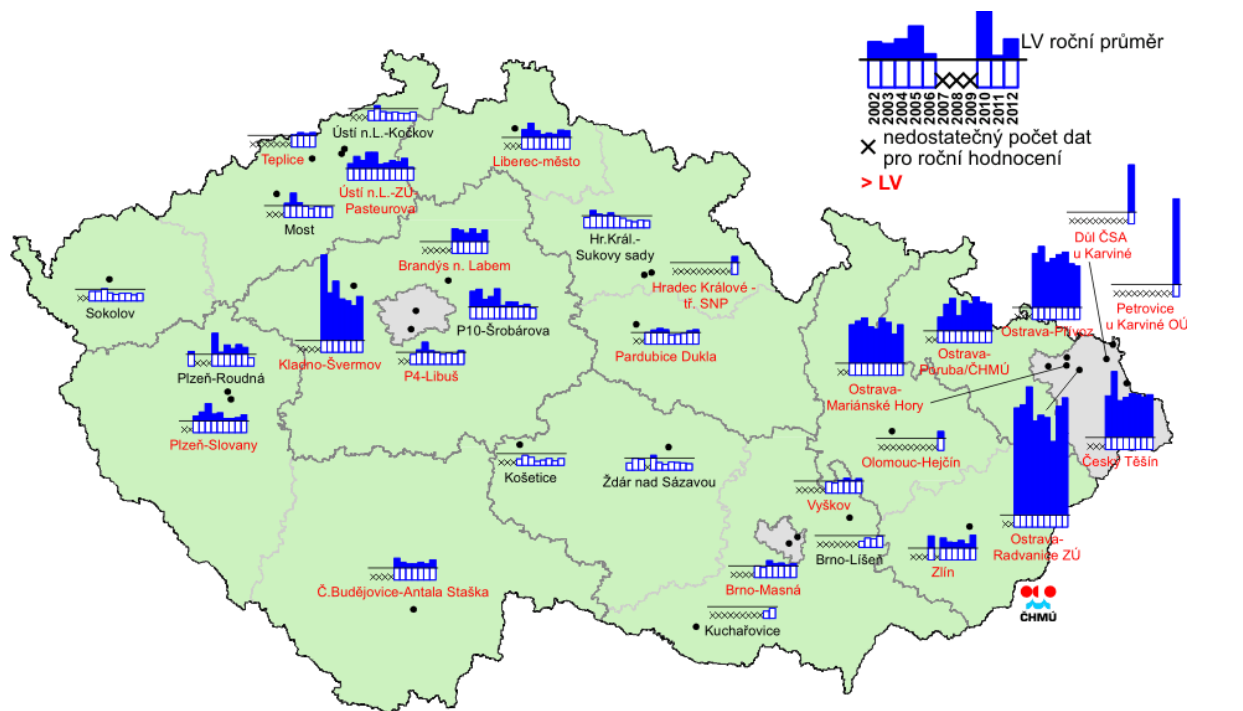 LV roční průměr
2002
2003
2004
2005
2006
2007
2008
2009
2010
2011
2012
nedostatečný počet dat
pro roční hodnocení
> LV
Ústí n.L.-Kočkov
Teplice
Liberec-město
Ústí n.L.-ZÚ-
Pasteurova
Most
Hr.Král.-
Sukovy sady
Brandýs n. Labem
Hradec Králové -
tř. SNP
Důl ČSA
u Karviné
Petrovice
u Karviné OÚ
Sokolov
P10-Šrobárova
Ostrava-Přívoz
Plzeň-Roudná
Kladno-Švermov
P4-Libuš
Pardubice Dukla
Ostrava-
Poruba/ČHMÚ
Ostrava-
Mariánské Hory
Plzeň-Slovany
Košetice
Ždár nad Sázavou
Olomouc-Hejčín
Český Těšín
Vyškov
Brno-Líšeň
Ostrava-
Radvanice ZÚ
Zlín
Č.Budějovice-Antala Staška
Brno-Masná
ČHMÚ
Kuchařovice